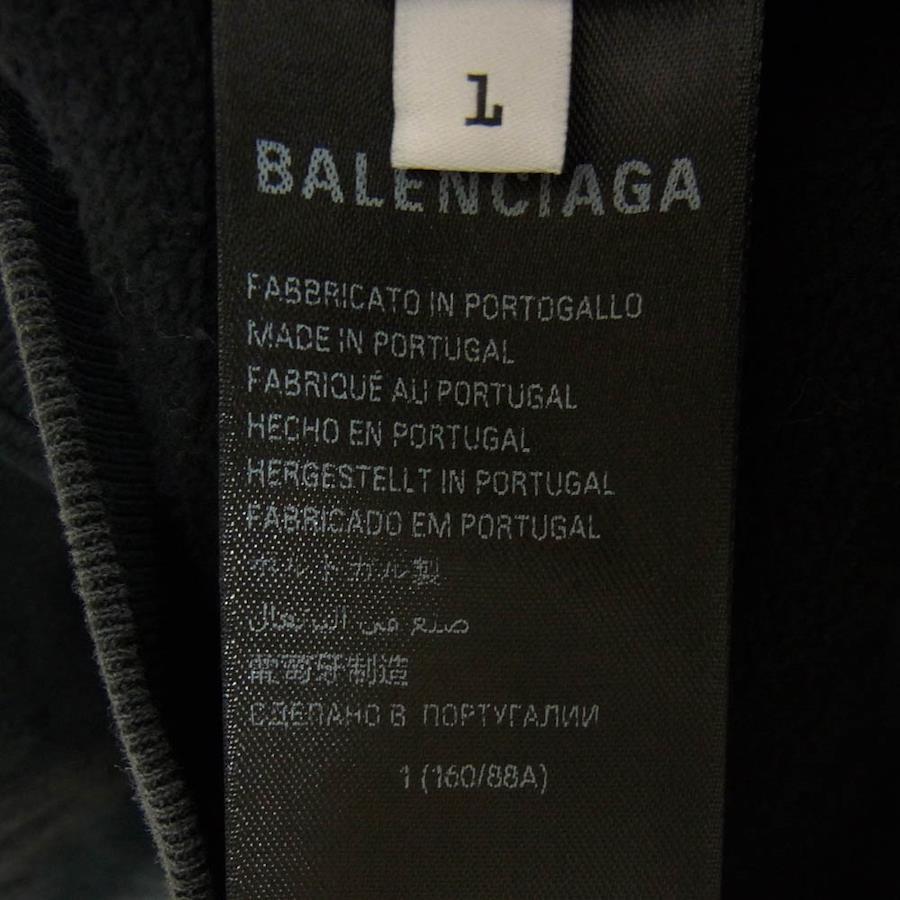 1
BALENCIAGA
FABBRICATO IN PORTOGALLO
MADE IN PORTUGAL
FABRIQUÉ AU PORTUGAL
HECHO EN PORTUGAL
HERGESTELLT IN PORTUGAL
FABRICADO EM PORTUGAL
ポルトガル製
صنع في البرتغال
葡萄牙制造
СДЕЛАНО В ПОРТУГАЛИИ
1 (160/88A)